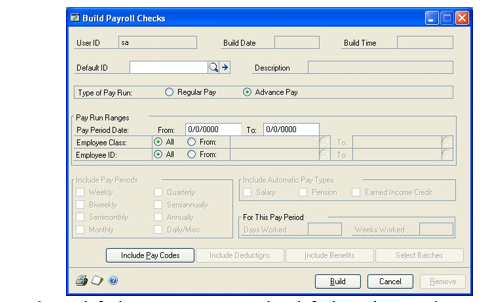 Build Payroll Checks
User ID sa Build Date Build Time
Default ID Description
Type of Pay Run: Regular Pay Advance Pay
Pay Run Ranges
Pay Period Date: From: 0/0/0000 To: 0/0/0000
Employee Class: All From: To:
Employee ID: All From: To:
Include Pay Periods Include Automatic Pay Types
Weekly Quarterly Salary Pension Earned Income Credit
Biweekly Semiannually
Semimonthly Annually For This Pay Period
Monthly Daily/Misc. Days Worked Weeks Worked
Include Pay Codes Include Deductions Include Benefits Select Batches
Build Cancel Remove